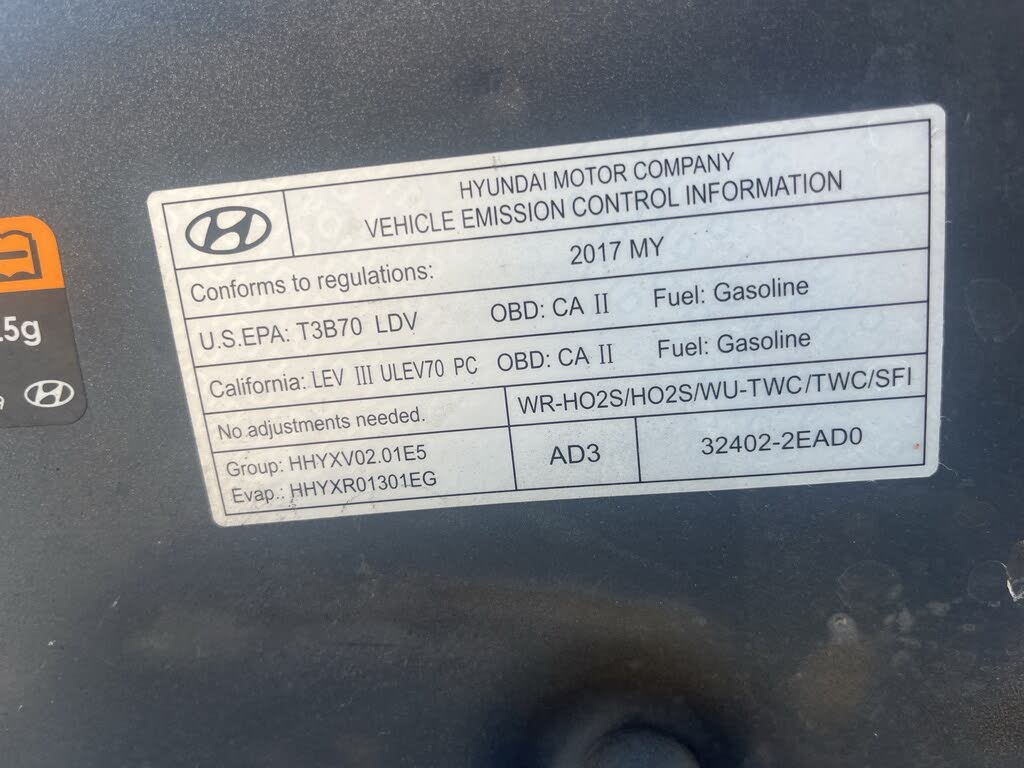 HYUNDAI MOTOR COMPANY
VEHICLE EMISSION CONTROL INFORMATION
Conforms to regulations: 2017 MY
U.S.EPA: T3B70 LDV OBD: CA II Fuel: Gasoline
California: LEV III ULEV70 PC OBD: CA II Fuel: Gasoline
No adjustments needed. WR-HO2S/HO2S/WU-TWC/TWC/SFI
Group: HHYXV02.01E5
Evap.: HHYXR01301EG
AD3 32402-2EAD0
.5g
9